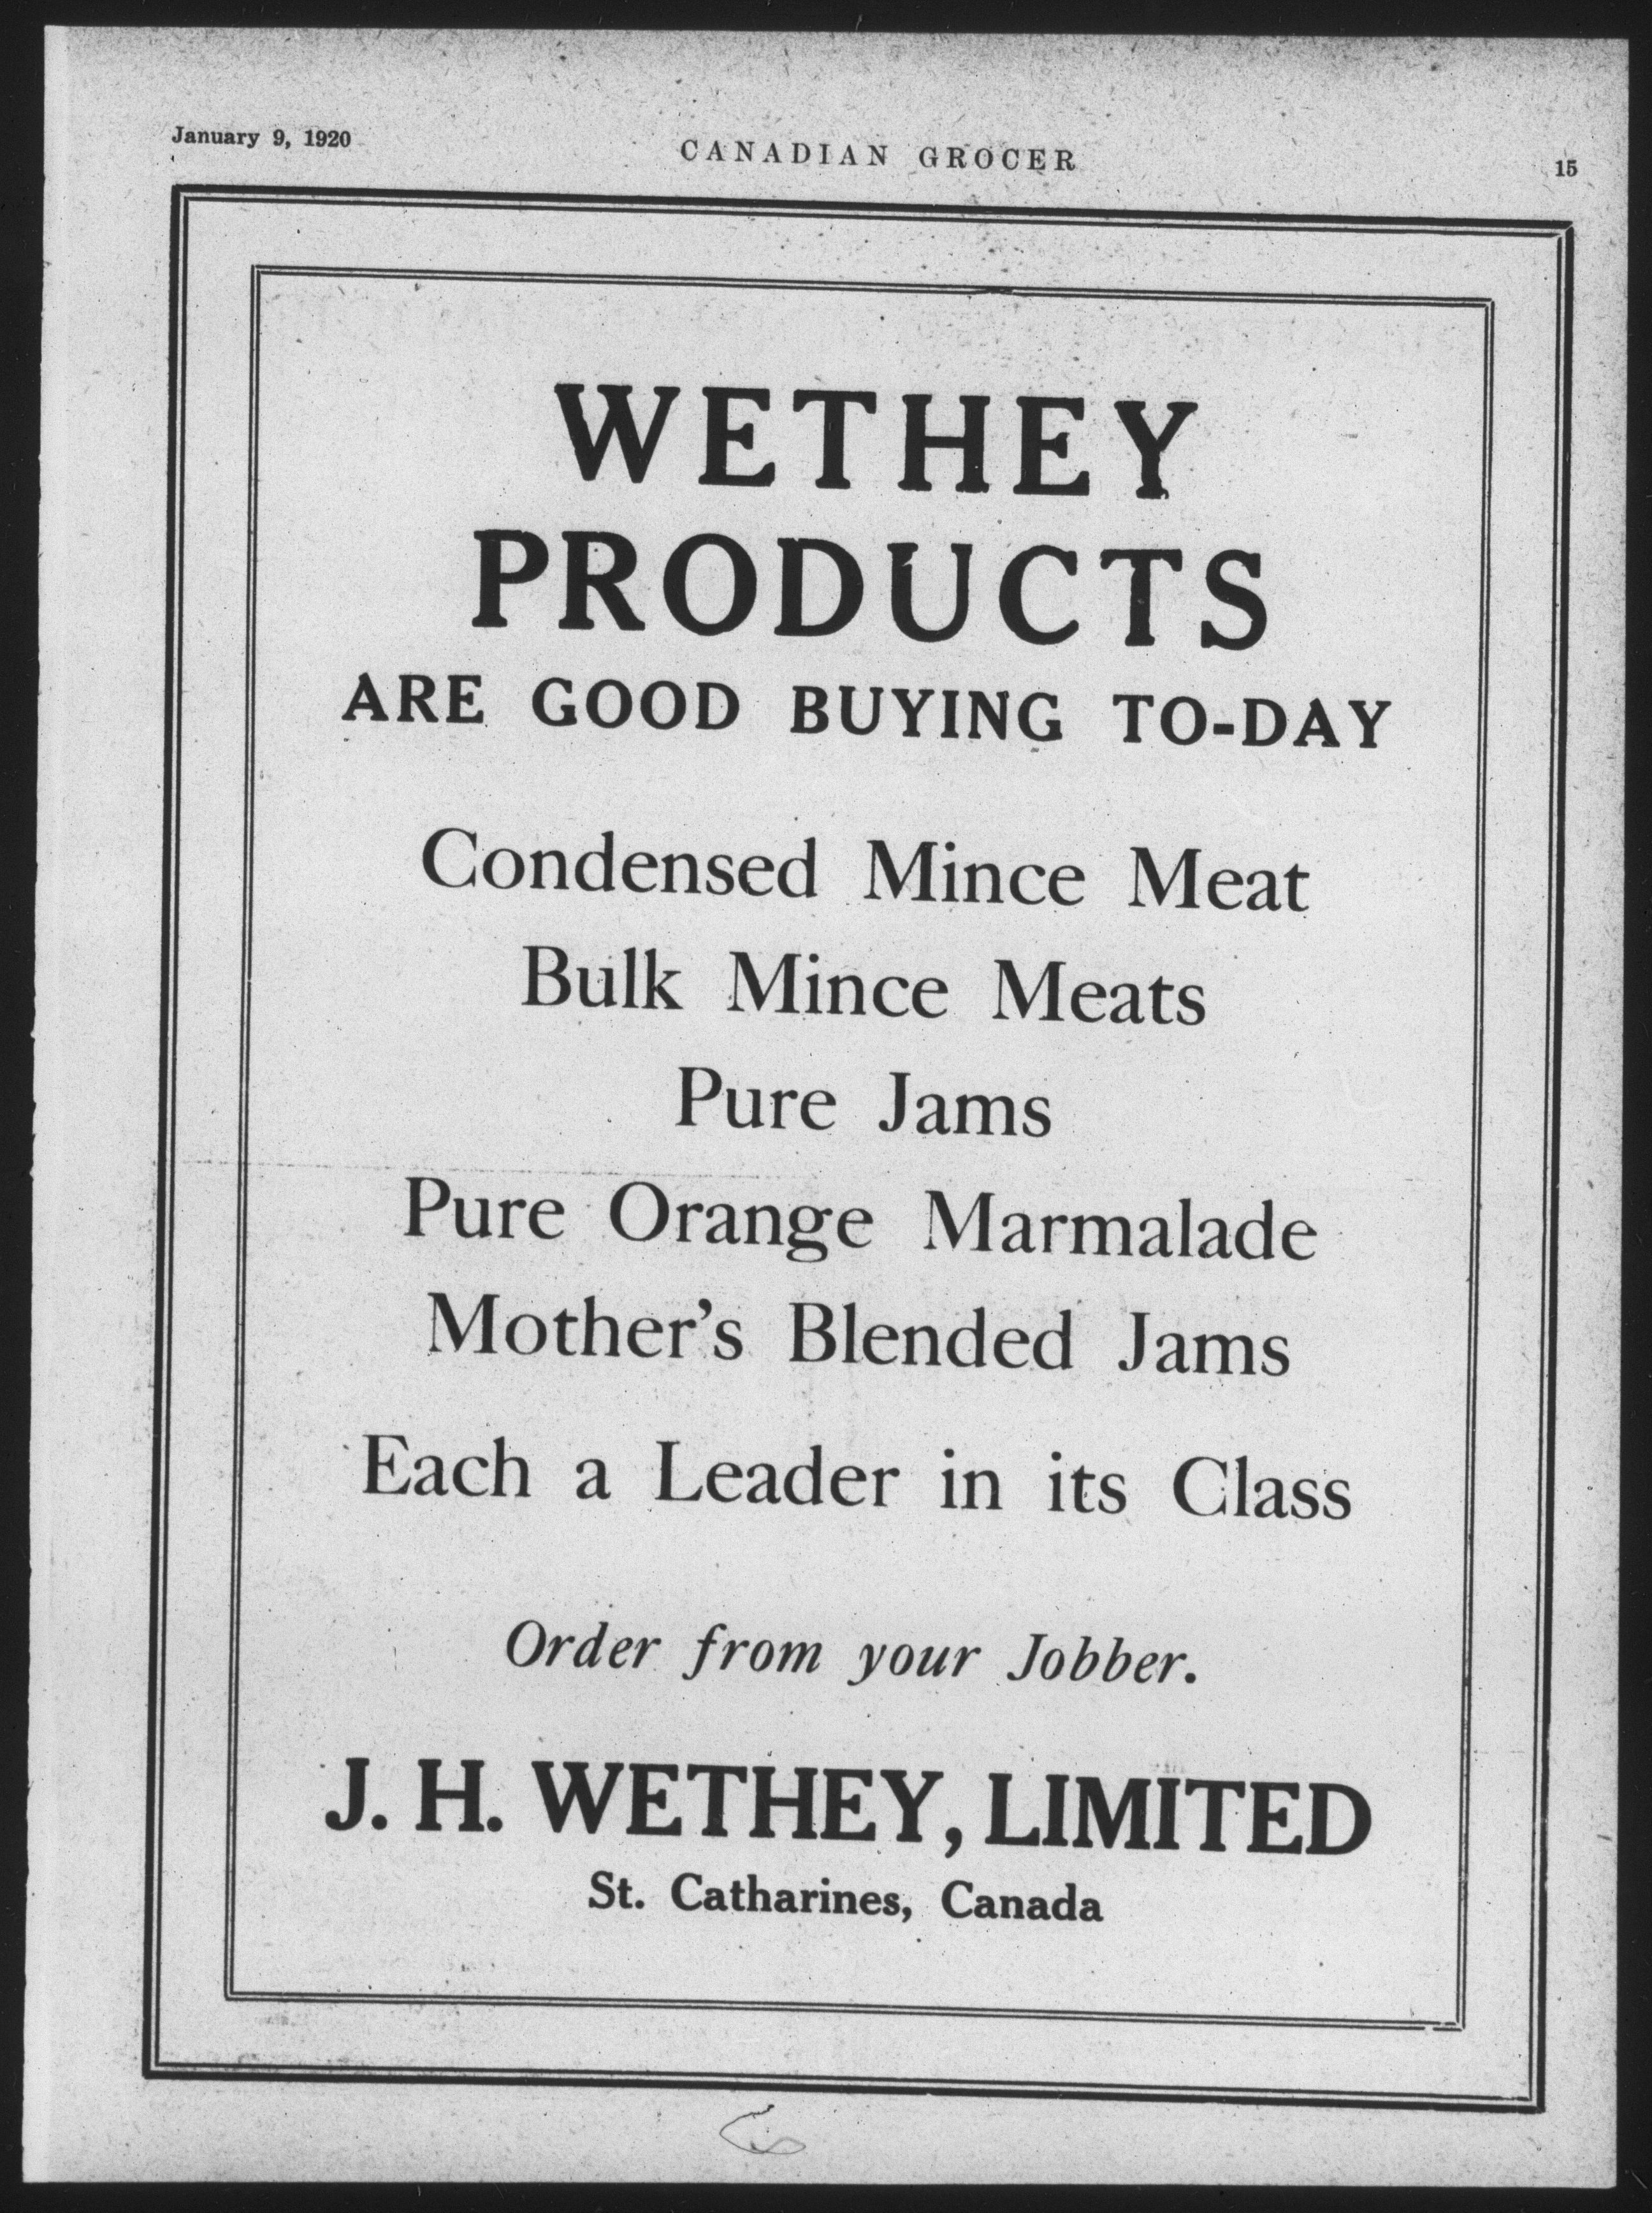 January 9, 1920
CANADIAN GROCER
15
WETHEY
PRODUCTS
ARE GOOD BUYING TO-DAY
Condensed Mince Meat
Bulk Mince Meats
Pure Jams
Pure Orange Marmalade
Mother's Blended Jams
Each a Leader in its Class
Order from your Jobber.
J. H. WETHEY, LIMITED
St. Catharines, Canada